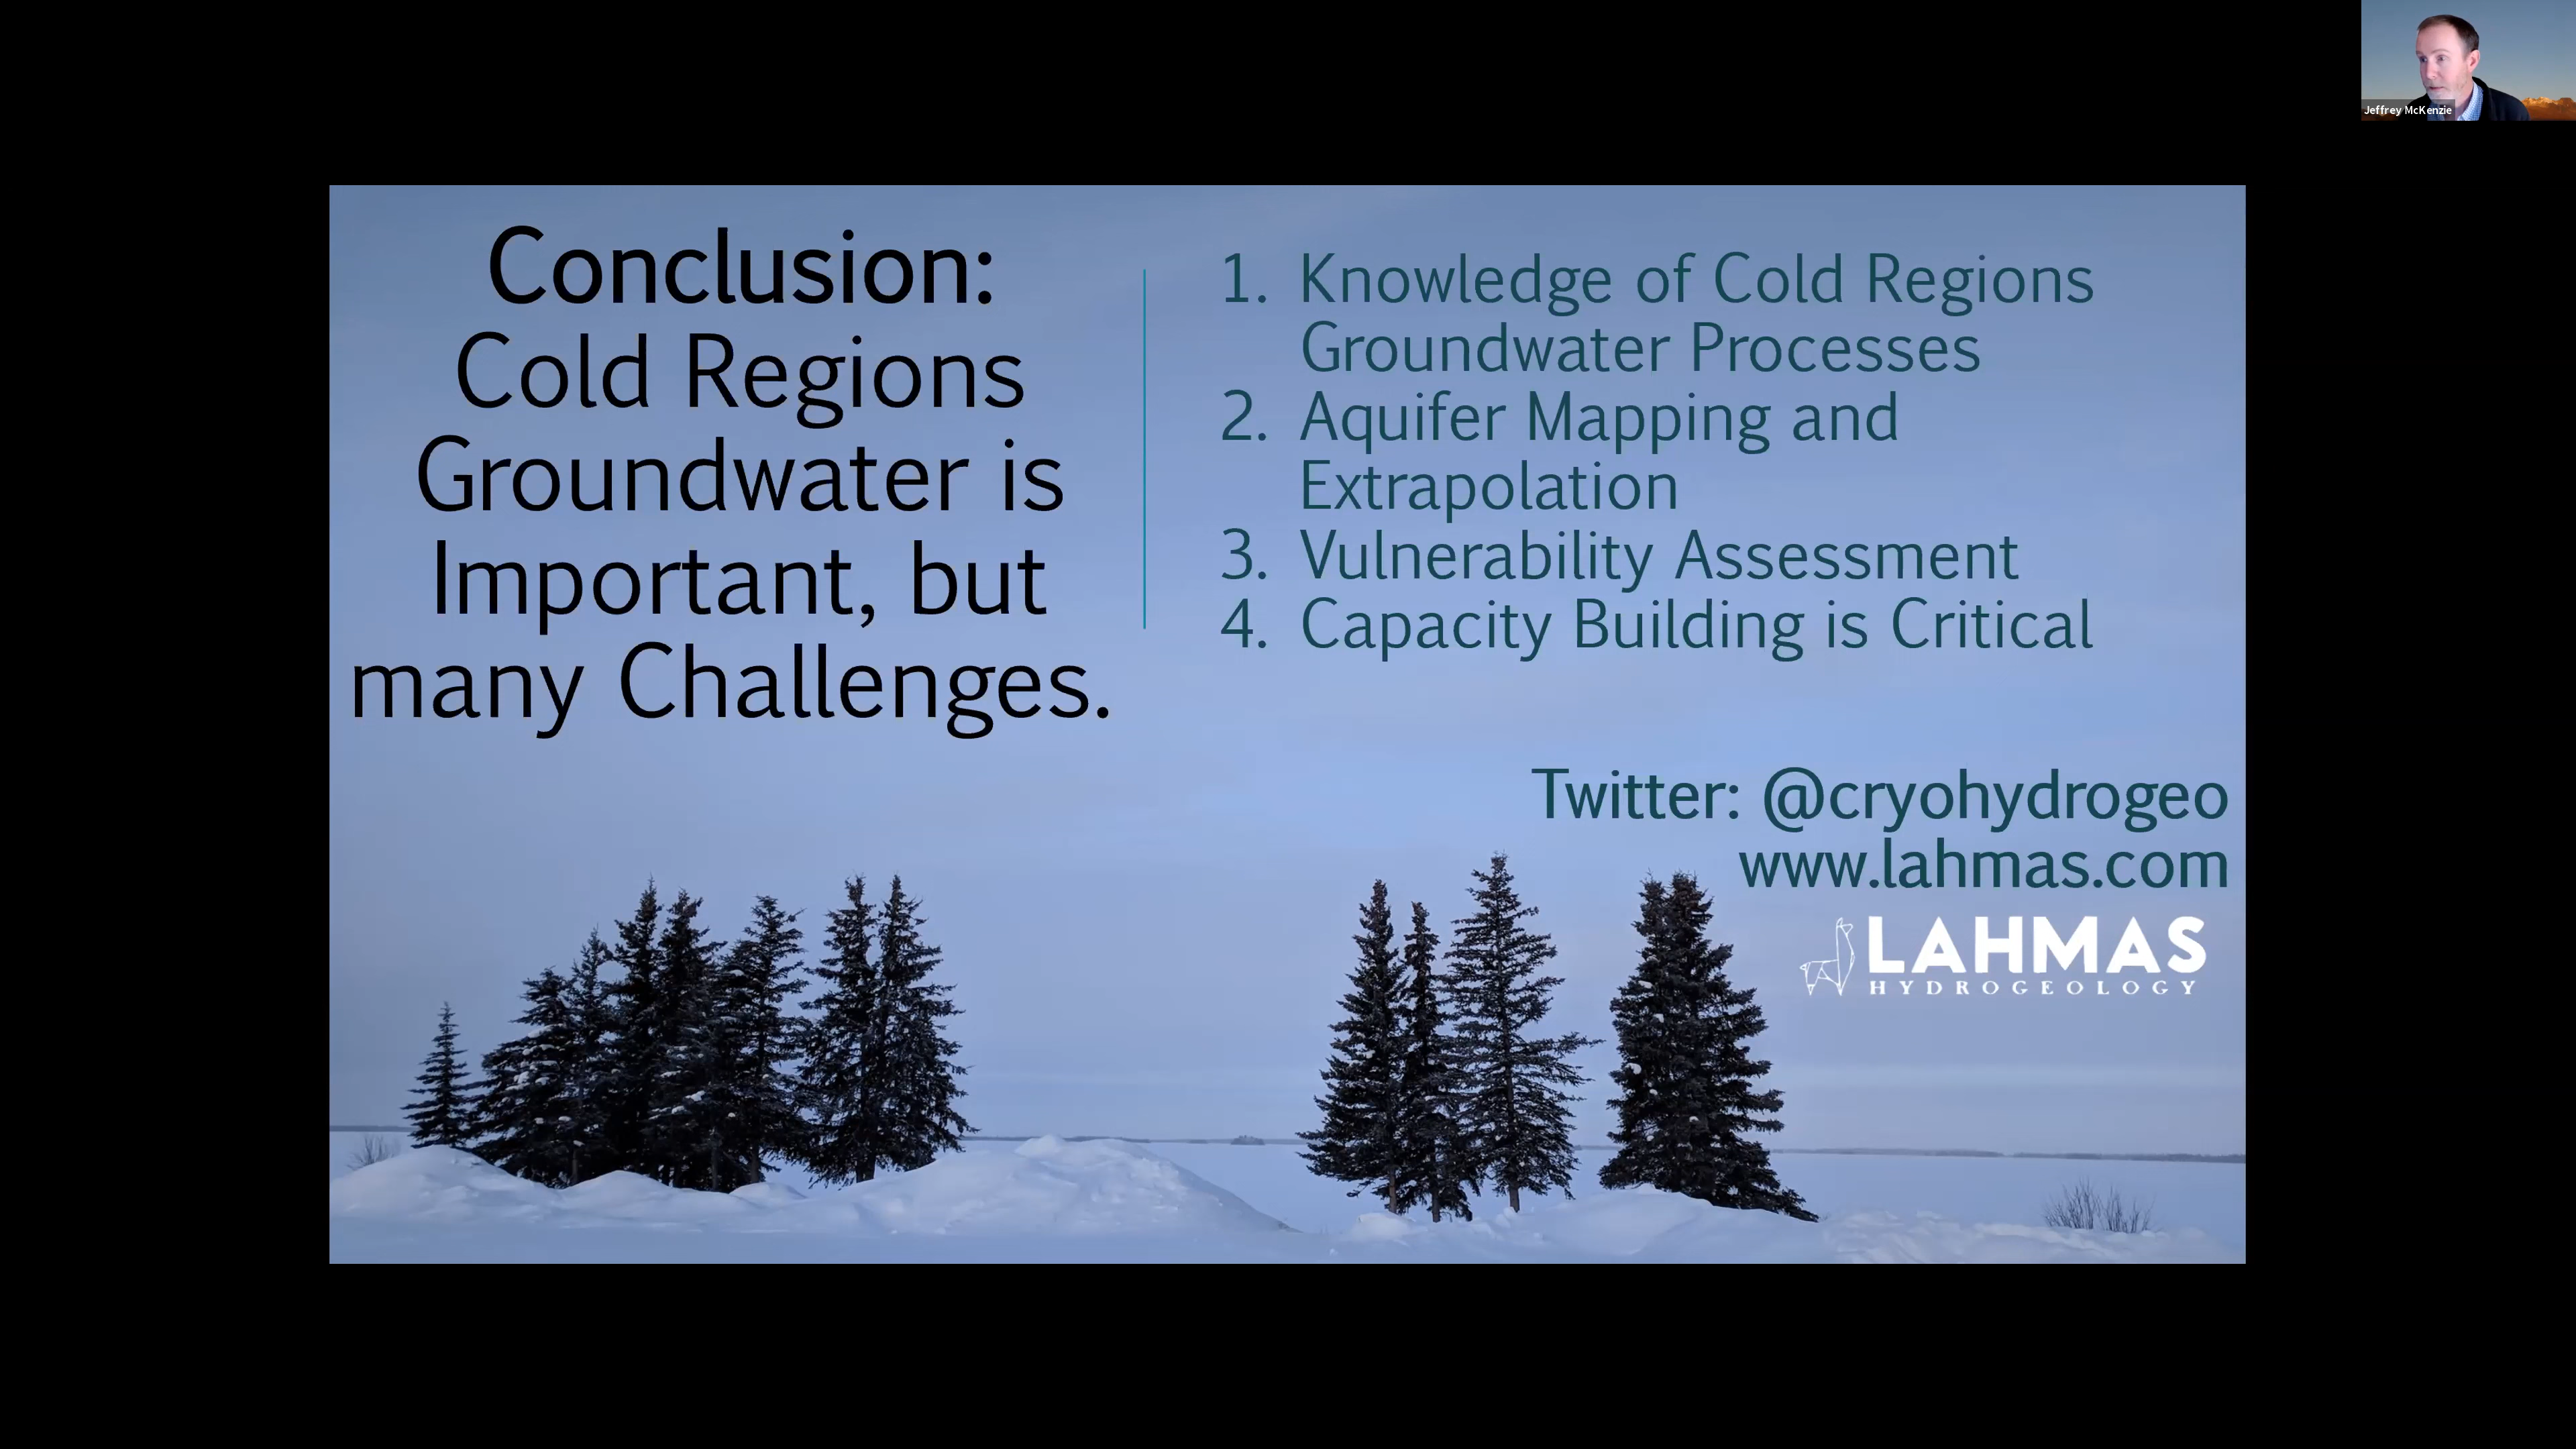 Jeffrey McKenzie
Conclusion:
Cold Regions
Groundwater is
Important, but
many Challenges.
1. Knowledge of Cold Regions
Groundwater Processes
2. Aquifer Mapping and
Extrapolation
3. Vulnerability Assessment
4. Capacity Building is Critical
Twitter: @cryohydrogeo
www.lahmas.com
LAHMAS
HYDROGEOLOGY